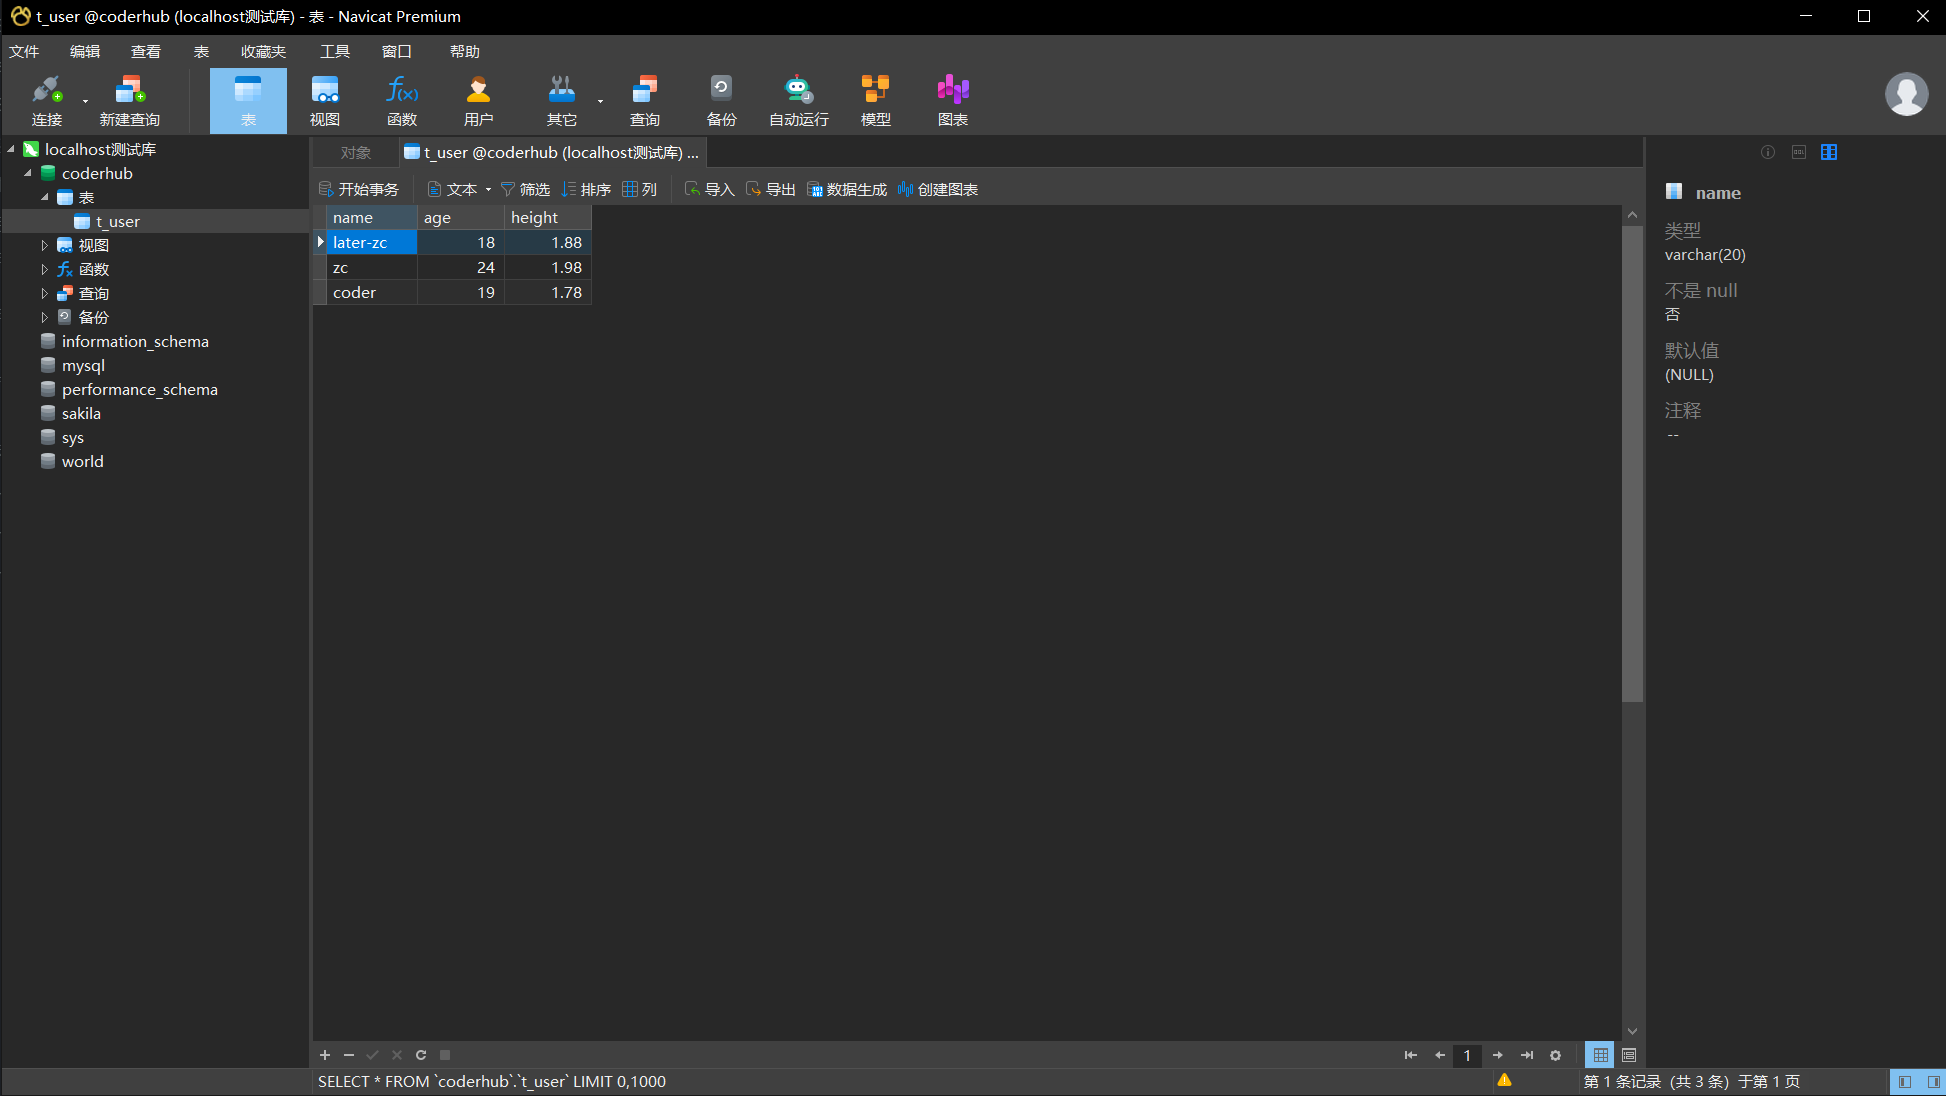 t_user @coderhub (localhost测试库) - 表 - Navicat Premium
文件 编辑 查看 表 收藏夹 工具 窗口 帮助
连接 新建查询 表 视图 函数 用户 其它 查询 备份 自动运行 模型 图表
localhost测试库
coderhub
表
t_user
视图
函数
查询
备份
information_schema
mysql
performance_schema
sakila
sys
world
对象 t_user @coderhub (localhost测试库) ...
开始事务 文本 筛选 排序 列 导入 导出 数据生成 创建图表
name age height
later-zc 18 1.88
zc 24 1.98
coder 19 1.78
name
类型
varchar(20)
不是 null
否
默认值
(NULL)
注释
--
1
SELECT * FROM `coderhub`.`t_user` LIMIT 0,1000
第 1 条记录 (共 3 条) 于第 1 页